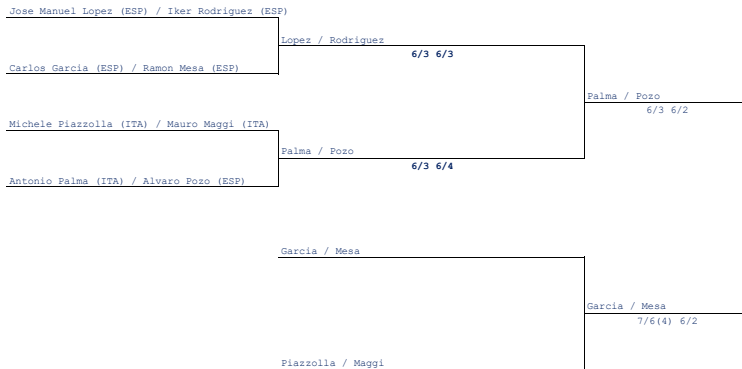 Jose Manuel Lopez (ESP) / Iker Rodriguez (ESP)
Lopez / Rodriguez
6/3 6/3
Carlos Garcia (ESP) / Ramon Mesa (ESP)
Palma / Pozo
6/3 6/2
Michele Piazzolla (ITA) / Mauro Maggi (ITA)
Palma / Pozo
6/3 6/4
Antonio Palma (ITA) / Alvaro Pozo (ESP)
Garcia / Mesa
Garcia / Mesa
7/6(4) 6/2
Piazzolla / Maggi